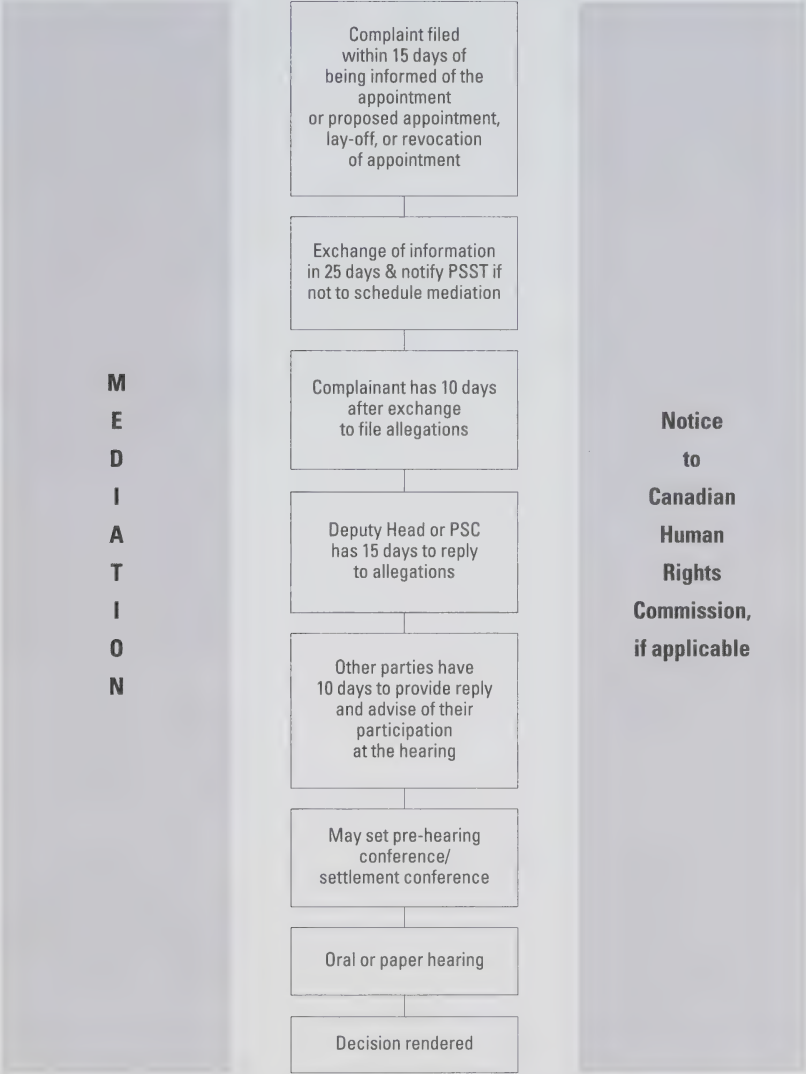 Complaint filed
within 15 days of
being informed of the
appointment
or proposed appointment,
lay-off, or revocation
of appointment
Exchange of information
in 25 days & notify PSST if
not to schedule mediation
Complainant has 10 days
after exchange
to file allegations
Deputy Head or PSC
has 15 days to reply
to allegations
Other parties have
10 days to provide reply
and advise of their
participation
at the hearing
May set pre-hearing
conference/
settlement conference
Oral or paper hearing
Decision rendered
M
E
D
I
A
T
I
O
N
Notice
to
Canadian
Human
Rights
Commission,
if applicable